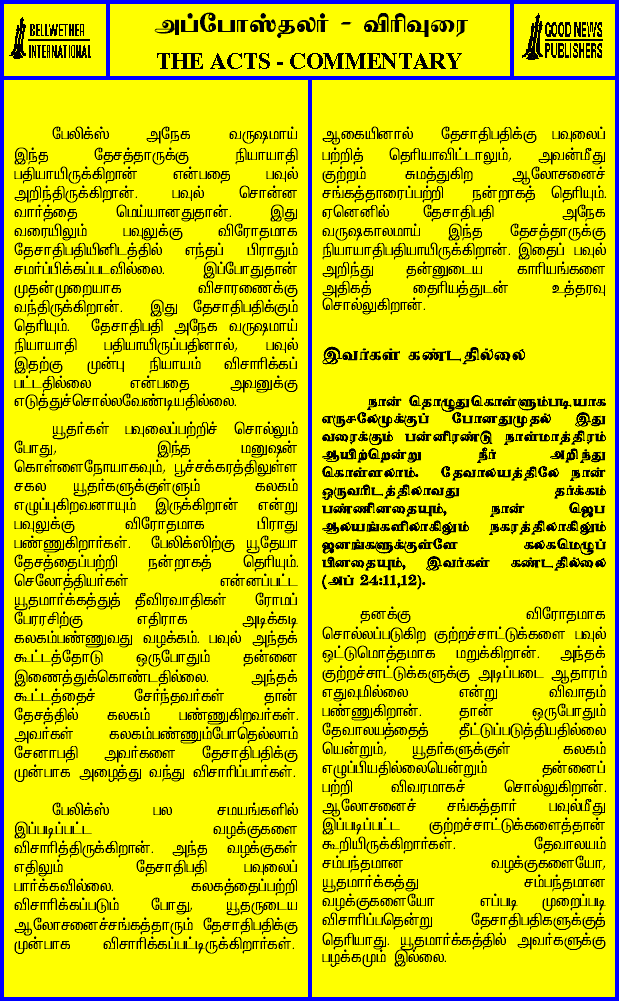 BELLWETHER
INTERNATIONAL
அப்போஸ்தலர் - விரிவுரை
THE ACTS - COMMENTARY
GOOD NEWS
PUBLISHERS
பேலிக்ஸ் அநேக வருஷமாய்
இந்த தேசத்தாருக்கு நியாயாதி
பதியாயிருக்கிறான் என்பதை பவுல்
அறிந்திருக்கிறான். பவுல் சொன்ன
வார்த்தை மெய்யானதுதான். இது
வரையிலும் பவுலுக்கு விரோதமாக
தேசாதிபதியினிடத்தில் எந்தப் பிராதும்
சமர்ப்பிக்கப்படவில்லை. இப்போதுதான்
முதன்முறையாக விசாரணைக்கு
வந்திருக்கிறான். இது தேசாதிபதிக்கும்
தெரியும். தேசாதிபதி அநேக வருஷமாய்
நியாயாதி பதியாயிருப்பதினால், பவுல்
இதற்கு முன்பு நியாயம் விசாரிக்கப்
பட்டதில்லை என்பதை அவனுக்கு
எடுத்துச்சொல்லவேண்டியதில்லை.
யூதர்கள் பவுலைப்பற்றிச் சொல்லும்
போது, இந்த மனுஷன்
கொள்ளைநோயாகவும், பூச்சக்கரத்திலுள்ள
சகல யூதர்களுக்குள்ளும் கலகம்
எழுப்புகிறவனாயும் இருக்கிறான் என்று
பவுலுக்கு விரோதமாக பிராது
பண்ணுகிறார்கள். பேலிக்ஸிற்கு யூதேயா
தேசத்தைப்பற்றி நன்றாகத் தெரியும்.
செலோத்தியர்கள் என்னப்பட்ட
யூதமார்க்கத்துத் தீவிரவாதிகள் ரோமப்
பேரரசிற்கு எதிராக அடிக்கடி
கலகம்பண்ணுவது வழக்கம். பவுல் அந்தக்
கூட்டத்தோடு ஒருபோதும் தன்னை
இணைத்துக்கொண்டதில்லை. அந்தக்
கூட்டத்தைச் சேர்ந்தவர்கள் தான்
தேசத்தில் கலகம் பண்ணுகிறவர்கள்.
அவர்கள் கலகம்பண்ணும்போதெல்லாம்
சேனாபதி அவர்களை தேசாதிபதிக்கு
முன்பாக அழைத்து வந்து விசாரிப்பார்கள்.
பேலிக்ஸ் பல சமயங்களில்
இப்படிப்பட்ட வழக்குகளை
விசாரித்திருக்கிறான். அந்த வழக்குகள்
எதிலும் தேசாதிபதி பவுலைப்
பார்க்கவில்லை. கலகத்தைப்பற்றி
விசாரிக்கப்படும் போது, யூதருடைய
ஆலோசனைச்சங்கத்தாரும் தேசாதிபதிக்கு
முன்பாக விசாரிக்கப்பட்டிருக்கிறார்கள்.
ஆகையினால் தேசாதிபதிக்கு பவுலைப்
பற்றித் தெரியாவிட்டாலும், அவன்மீது
குற்றம் சுமத்துகிற ஆலோசனைச்
சங்கத்தாரைப்பற்றி நன்றாகத் தெரியும்.
ஏனெனில் தேசாதிபதி அநேக
வருஷகாலமாய் இந்த தேசத்தாருக்கு
நியாயாதிபதியாயிருக்கிறான். இதைப் பவுல்
அறிந்து தன்னுடைய காரியங்களை
அதிகத் தைரியத்துடன் உத்தரவு
சொல்லுகிறான்.
இவர்கள் கண்டதில்லை
நான் தொழுதுகொள்ளும்படியாக
எருசலேமுக்குப் போனதுமுதல் இது
வரைக்கும் பன்னிரண்டு நாள்மாத்திரம்
ஆயிற்றென்று நீர் அறிந்து
கொள்ளலாம். தேவாலயத்திலே நான்
ஒருவரிடத்திலாவது தர்க்கம்
பண்ணினதையும், நான் ஜெப
ஆலயங்களிலாகிலும் நகரத்திலாகிலும்
ஜனங்களுக்குள்ளே கலகமெழுப்
பினதையும், இவர்கள் கண்டதில்லை
(அப் 24:11,12).
தனக்கு விரோதமாக
சொல்லப்படுகிற குற்றச்சாட்டுக்களை பவுல்
ஒட்டுமொத்தமாக மறுக்கிறான். அந்தக்
குற்றச்சாட்டுக்களுக்கு அடிப்படை ஆதாரம்
எதுவுமில்லை என்று விவாதம்
பண்ணுகிறான். தான் ஒருபோதும்
தேவாலயத்தைத் தீட்டுப்படுத்தியதில்லை
யென்றும், யூதர்களுக்குள் கலகம்
எழுப்பியதில்லையென்றும் தன்னைப்
பற்றி விவரமாகச் சொல்லுகிறான்.
ஆலோசனைச் சங்கத்தார் பவுல்மீது
இப்படிப்பட்ட குற்றச்சாட்டுக்களைத்தான்
கூறியிருக்கிறார்கள். தேவாலயம்
சம்பந்தமான வழக்குகளையோ,
யூதமார்க்கத்து சம்பந்தமான
வழக்குகளையோ எப்படி முறைப்படி
விசாரிப்பதென்று தேசாதிபதிகளுக்குத்
தெரியாது. யூதமார்க்கத்தில் அவர்களுக்கு
பழக்கமும் இல்லை.